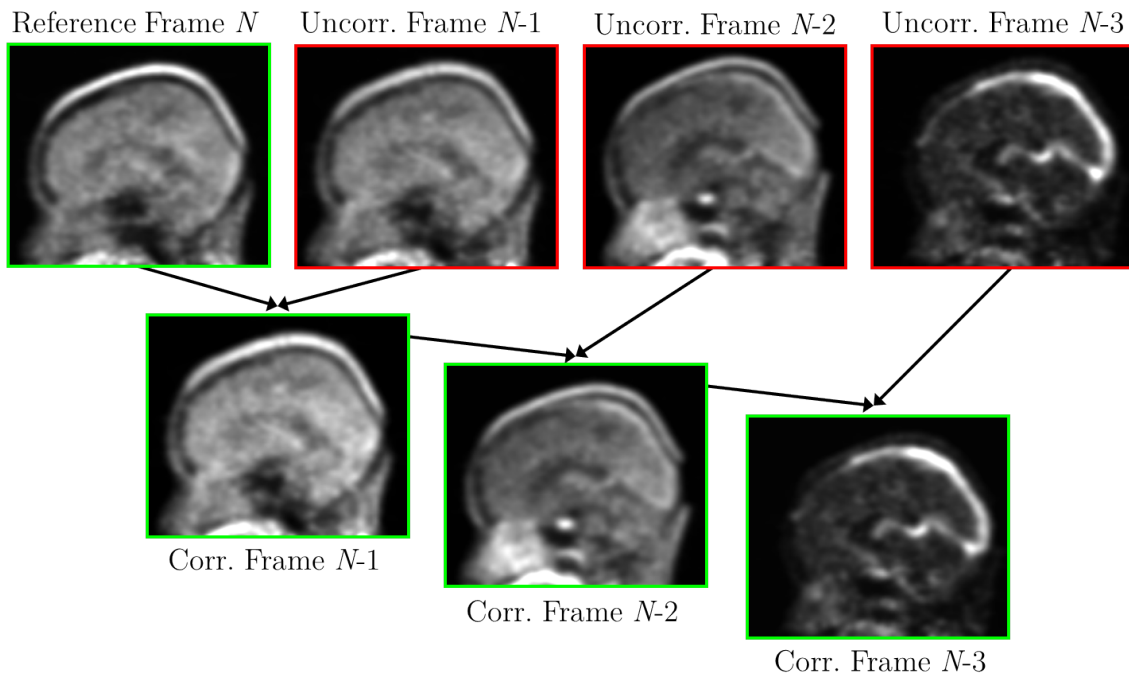 Reference Frame N
Uncorr. Frame N-1
Uncorr. Frame N-2
Uncorr. Frame N-3
Corr. Frame N-1
Corr. Frame N-2
Corr. Frame N-3